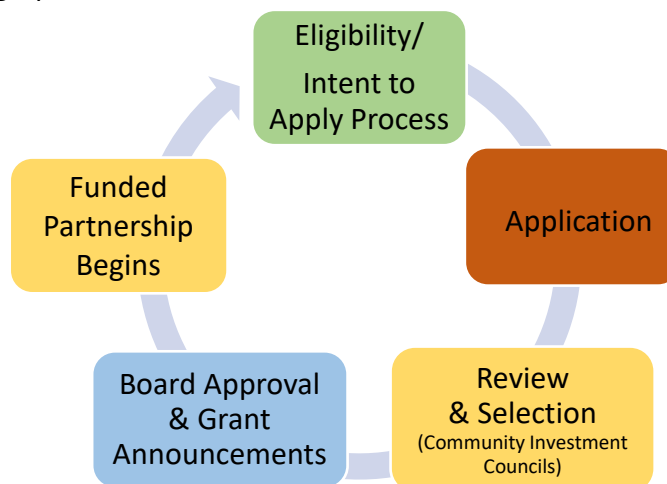 Eligibility/
Intent to
Apply Process
Application
Review
& Selection
(Community Investment
Councils)
Board Approval
& Grant
Announcements
Funded
Partnership
Begins